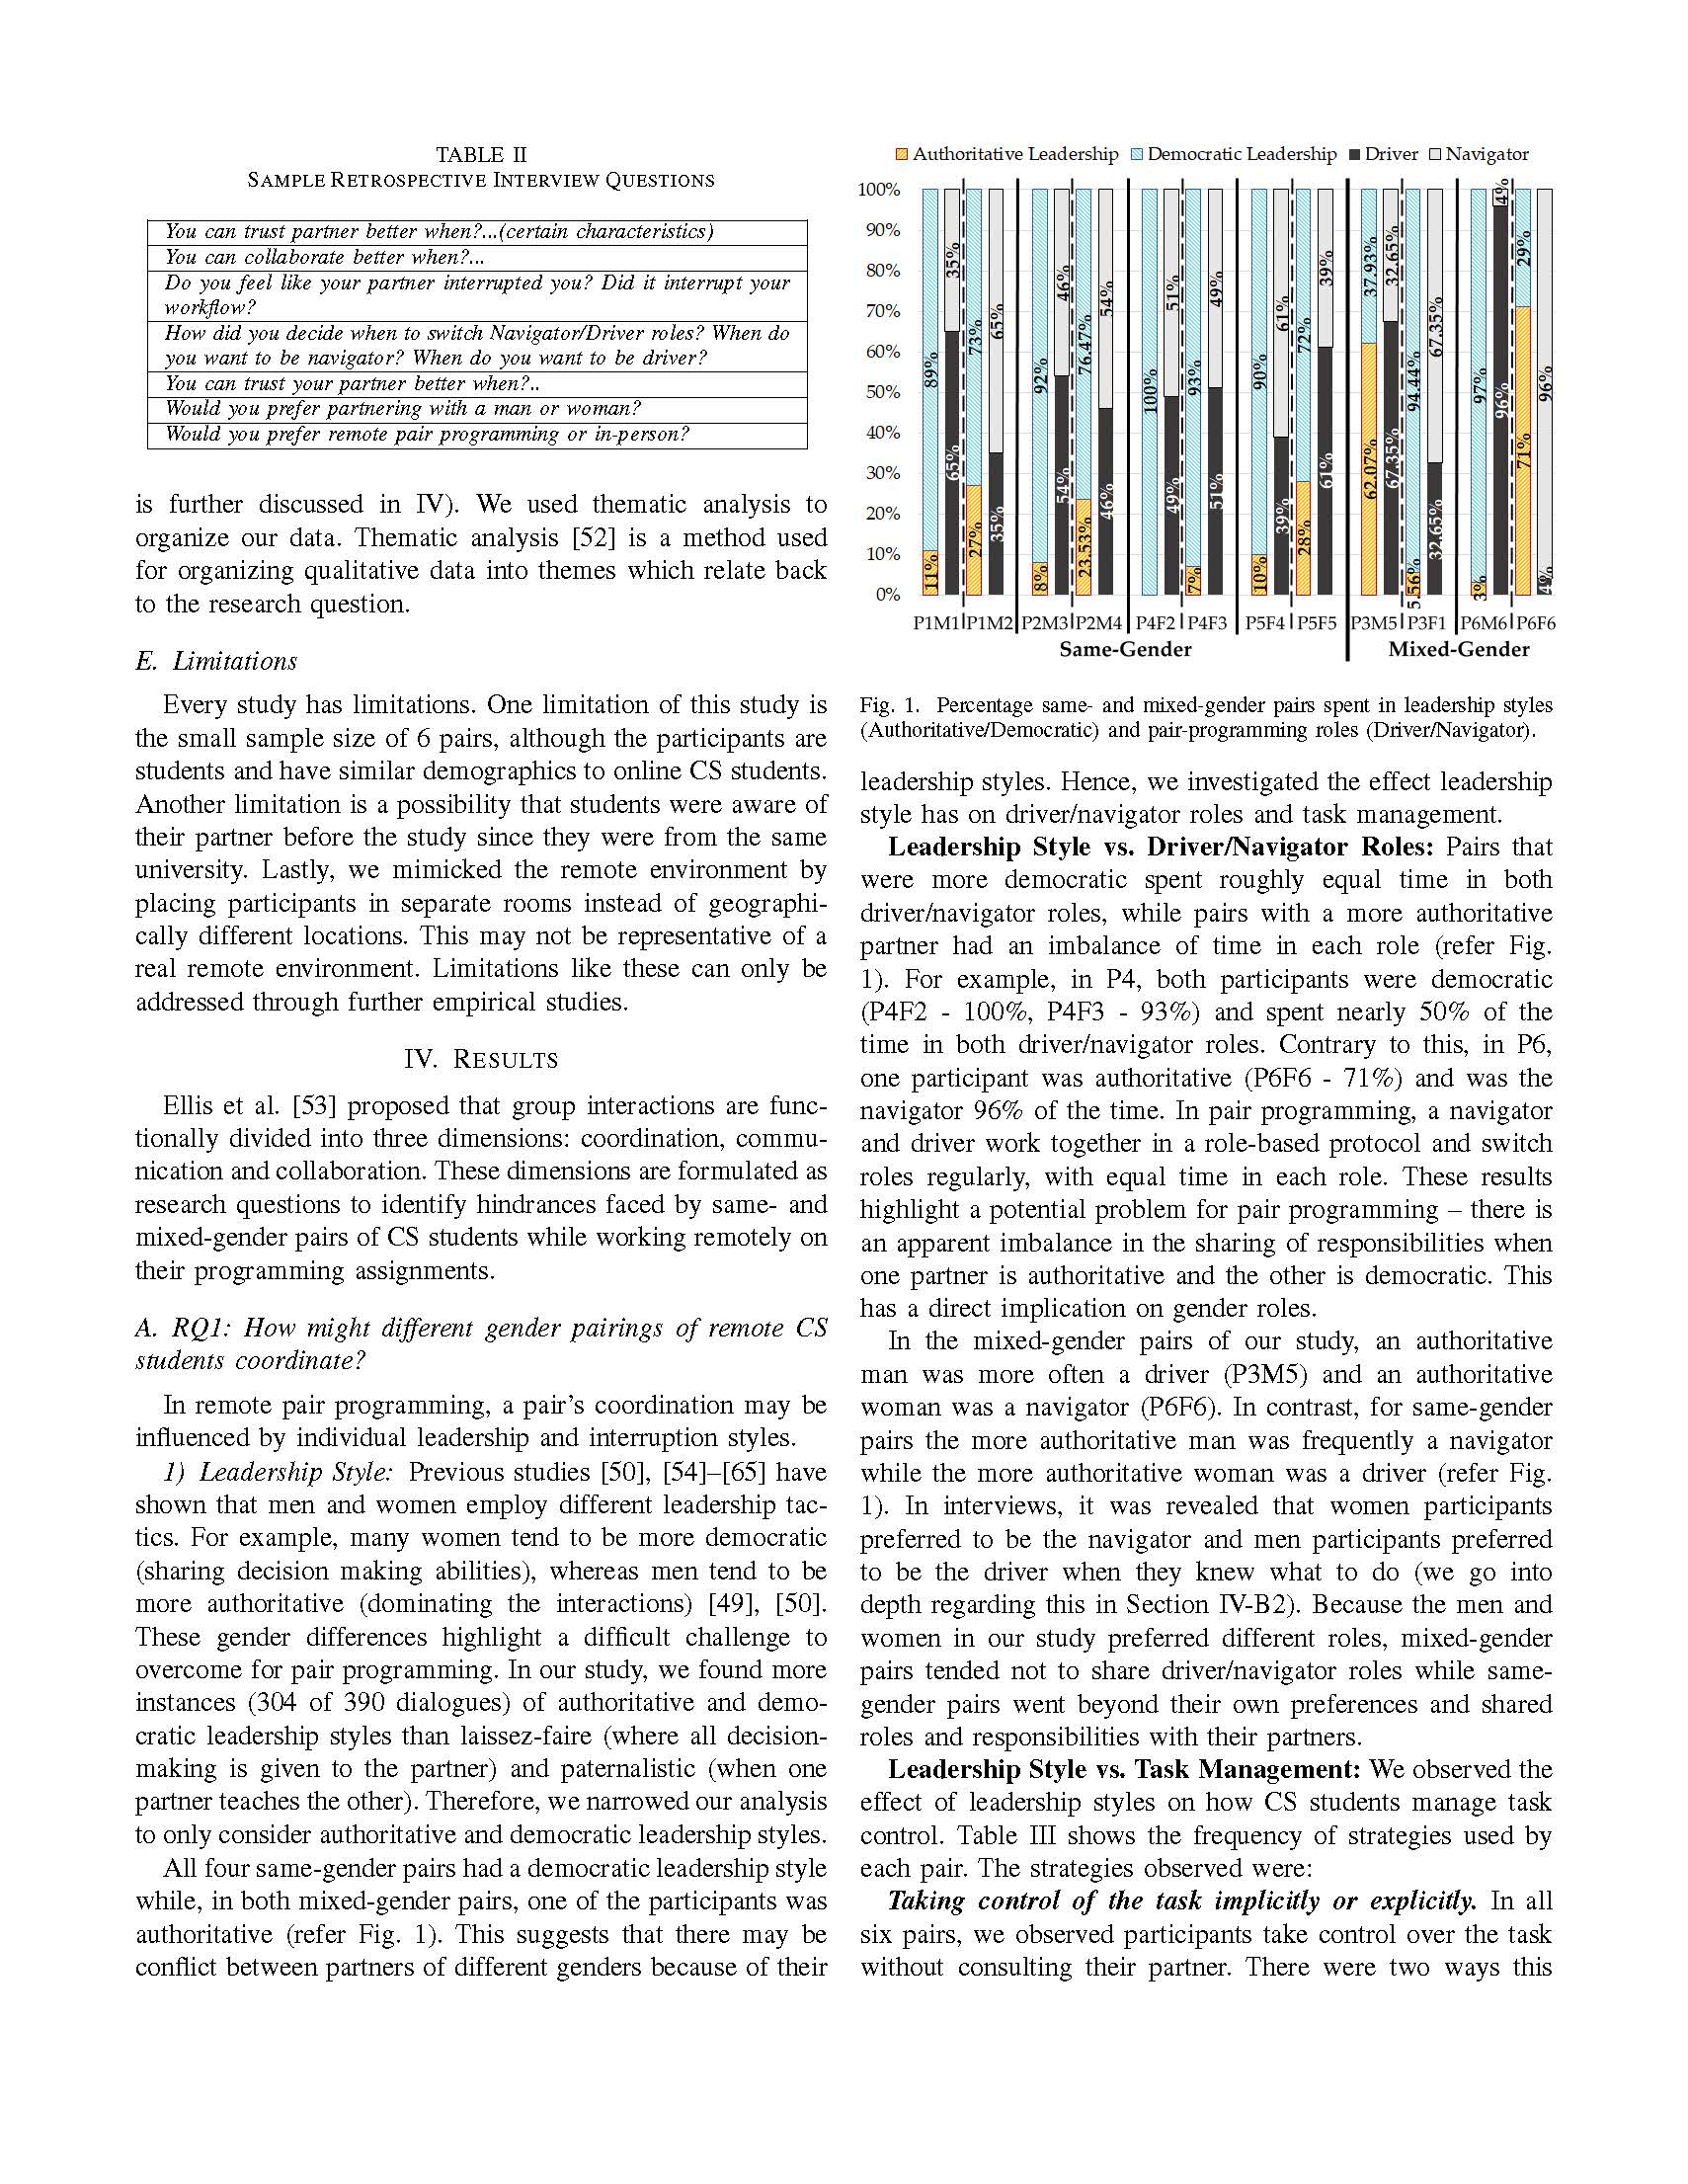 TABLE II
SAMPLE RETROSPECTIVE INTERVIEW QUESTIONS
You can trust partner better when?...(certain characteristics)
You can collaborate better when?...
Do you feel like your partner interrupted you? Did it interrupt your
workflow?
How did you decide when to switch Navigator/Driver roles? When do
you want to be navigator? When do you want to be driver?
You can trust your partner better when?..
Would you prefer partnering with a man or woman?
Would you prefer remote pair programming or in-person?
is further discussed in IV). We used thematic analysis to
organize our data. Thematic analysis [52] is a method used
for organizing qualitative data into themes which relate back
to the research question.
E. Limitations
Every study has limitations. One limitation of this study is
the small sample size of 6 pairs, although the participants are
students and have similar demographics to online CS students.
Another limitation is a possibility that students were aware of
their partner before the study since they were from the same
university. Lastly, we mimicked the remote environment by
placing participants in separate rooms instead of geographi-
cally different locations. This may not be representative of a
real remote environment. Limitations like these can only be
addressed through further empirical studies.
IV. RESULTS
Ellis et al. [53] proposed that group interactions are func-
tionally divided into three dimensions: coordination, commu-
nication and collaboration. These dimensions are formulated as
research questions to identify hindrances faced by same- and
mixed-gender pairs of CS students while working remotely on
their programming assignments.
A. RQ1: How might different gender pairings of remote CS
students coordinate?
In remote pair programming, a pair's coordination may be
influenced by individual leadership and interruption styles.
1) Leadership Style: Previous studies [50], [54]–[65] have
shown that men and women employ different leadership tac-
tics. For example, many women tend to be more democratic
(sharing decision making abilities), whereas men tend to be
more authoritative (dominating the interactions) [49], [50].
These gender differences highlight a difficult challenge to
overcome for pair programming. In our study, we found more
instances (304 of 390 dialogues) of authoritative and demo-
cratic leadership styles than laissez-faire (where all decision-
making is given to the partner) and paternalistic (when one
partner teaches the other). Therefore, we narrowed our analysis
to only consider authoritative and democratic leadership styles.
All four same-gender pairs had a democratic leadership style
while, in both mixed-gender pairs, one of the participants was
authoritative (refer Fig. 1). This suggests that there may be
conflict between partners of different genders because of their
Authoritative Leadership Democratic Leadership Driver Navigator
100%
90%
80%
70%
60%
50%
40%
30%
20%
10%
0%
11% 89% 65% 35% 27% 73% 35% 65%
8% 92% 54% 46% 23.53% 76.47% 46% 54%
100% 49% 51% 7% 93% 51% 49%
10% 90% 39% 61% 28% 72% 61% 39%
62.07% 37.93% 67.35% 32.65% 5.56% 94.44% 32.65% 67.35%
3% 97% 96% 4% 71% 29% 4% 96%
P1M1 P1M2 P2M3 P2M4 P4F2 P4F3 P5F4 P5F5 P3M5 P3F1 P6M6 P6F6
Same-Gender Mixed-Gender
Fig. 1. Percentage same- and mixed-gender pairs spent in leadership styles
(Authoritative/Democratic) and pair-programming roles (Driver/Navigator).
leadership styles. Hence, we investigated the effect leadership
style has on driver/navigator roles and task management.
Leadership Style vs. Driver/Navigator Roles: Pairs that
were more democratic spent roughly equal time in both
driver/navigator roles, while pairs with a more authoritative
partner had an imbalance of time in each role (refer Fig.
1). For example, in P4, both participants were democratic
(P4F2 - 100%, P4F3 - 93%) and spent nearly 50% of the
time in both driver/navigator roles. Contrary to this, in P6,
one participant was authoritative (P6F6 - 71%) and was the
navigator 96% of the time. In pair programming, a navigator
and driver work together in a role-based protocol and switch
roles regularly, with equal time in each role. These results
highlight a potential problem for pair programming – there is
an apparent imbalance in the sharing of responsibilities when
one partner is authoritative and the other is democratic. This
has a direct implication on gender roles.
In the mixed-gender pairs of our study, an authoritative
man was more often a driver (P3M5) and an authoritative
woman was a navigator (P6F6). In contrast, for same-gender
pairs the more authoritative man was frequently a navigator
while the more authoritative woman was a driver (refer Fig.
1). In interviews, it was revealed that women participants
preferred to be the navigator and men participants preferred
to be the driver when they knew what to do (we go into
depth regarding this in Section IV-B2). Because the men and
women in our study preferred different roles, mixed-gender
pairs tended not to share driver/navigator roles while same-
gender pairs went beyond their own preferences and shared
roles and responsibilities with their partners.
Leadership Style vs. Task Management: We observed the
effect of leadership styles on how CS students manage task
control. Table III shows the frequency of strategies used by
each pair. The strategies observed were:
Taking control of the task implicitly or explicitly. In all
six pairs, we observed participants take control over the task
without consulting their partner. There were two ways this